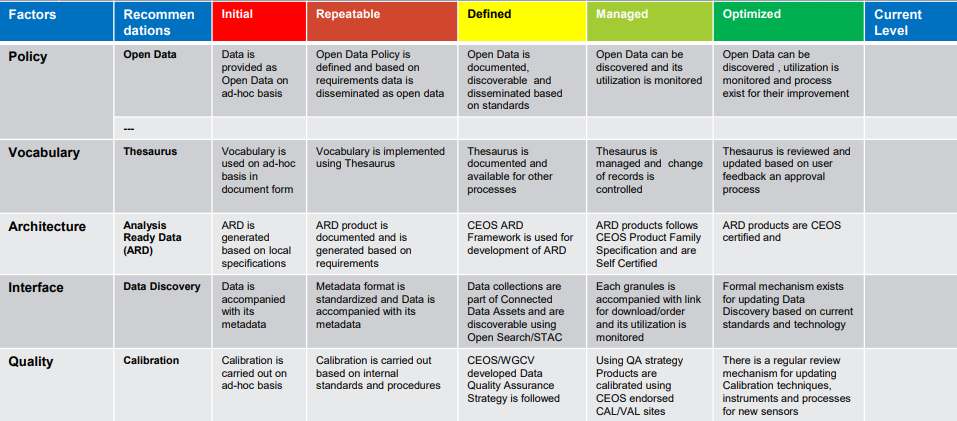 Factors
Recommen
dations
Initial
Repeatable
Defined
Managed
Optimized
Current
Level
Policy
Open Data
Data is
provided as
Open Data on
ad-hoc basis
Open Data Policy is
defined and based on
requirements data is
disseminated as open data
Open Data is
documented,
discoverable and
disseminated based
on standards
Open Data can be
discovered and its
utilization is monitored
Open Data can be
discovered , utilization is
monitored and process
exist for their improvement
---
Vocabulary
Thesaurus
Vocabulary is
used on ad-hoc
basis in
document form
Vocabulary is implemented
using Thesaurus
Thesaurus is
documented and
available for other
processes
Thesaurus is
managed and change
of records is
controlled
Thesaurus is reviewed and
updated based on user
feedback an approval
process
Architecture
Analysis
Ready Data
(ARD)
ARD is
generated
based on local
specifications
ARD product is
documented and is
generated based on
requirements
CEOS ARD
Framework is used for
development of ARD
ARD products follows
CEOS Product Family
Specification and are
Self Certified
ARD products are CEOS
certified and
Interface
Data Discovery
Data is
accompanied
with its
metadata
Metadata format is
standardized and Data is
accompanied with its
metadata
Data collections are
part of Connected
Data Assets and are
discoverable using
Open Search/STAC
Each granules is
accompanied with link
for download/order
and its utilization is
monitored
Formal mechanism exists
for updating Data
Discovery based on current
standards and technology
Quality
Calibration
Calibration is
carried out on
ad-hoc basis
Calibration is carried out
based on internal
standards and procedures
CEOS/WGCV
developed Data
Quality Assurance
Strategy is followed
Using QA strategy
Products are
calibrated using
CEOS endorsed
CAL/VAL sites
There is a regular review
mechanism for updating
Calibration techniques,
instruments and processes
for new sensors